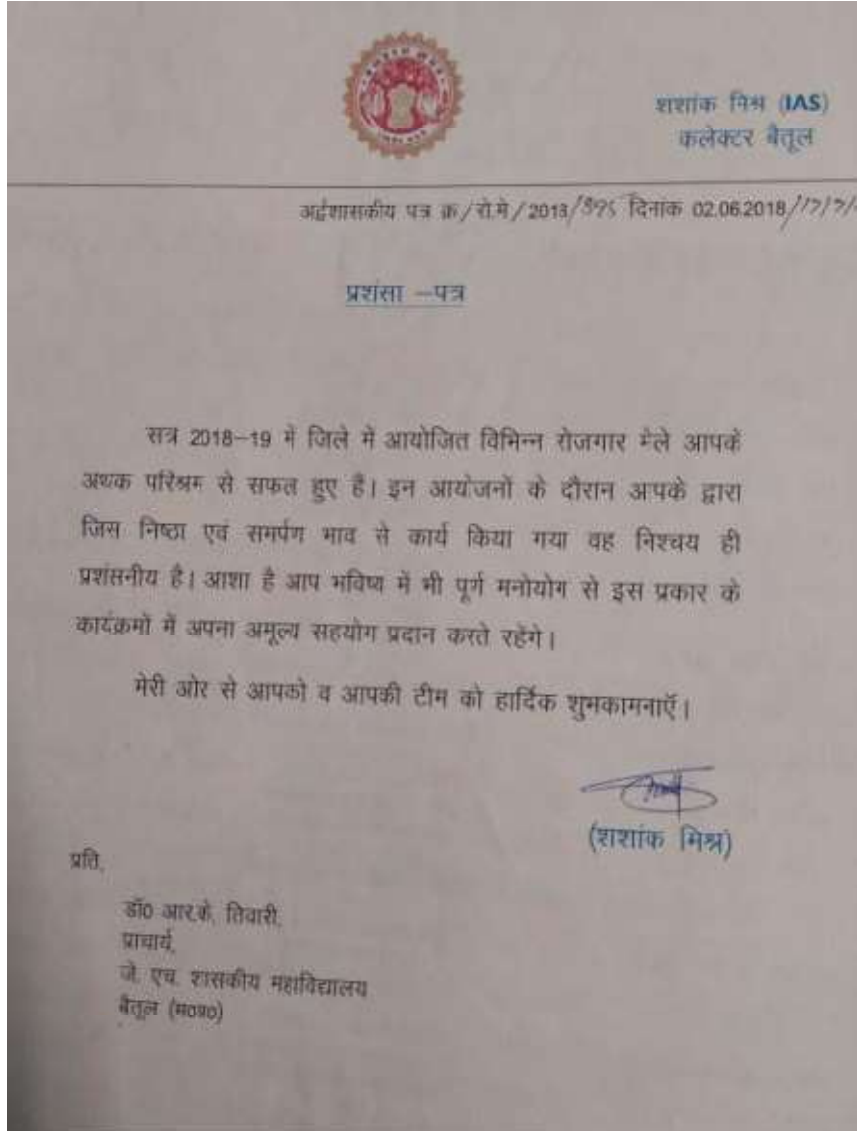 शशांक मिश्र (IAS)
कलेक्टर बैतूल
अर्द्धशासकीय पत्र क्र/रो.मे/2018/895 दिनांक 02.06.2018
प्रशंसा –पत्र
सत्र 2018–19 में जिले में आयोजित विभिन्न रोजगार मेले आपके
अथक परिश्रम से सफल हुए है। इन आयोजनों के दौरान आपके द्वारा
जिस निष्ठा एवं समर्पण भाव से कार्य किया गया वह निश्चय ही
प्रशंसनीय है। आशा है आप भविष्य में भी पूर्ण मनोयोग से इस प्रकार के
कार्यक्रमों में अपना अमूल्य सहयोग प्रदान करते रहेंगे।
मेरी ओर से आपको व आपकी टीम को हार्दिक शुभकामनाएॅ।
(शशांक मिश्र)
प्रति,
डॉ0 आर.के. तिवारी,
प्राचार्य,
जे. एच. शासकीय महाविद्यालय
बैतूल (म0प्र0)